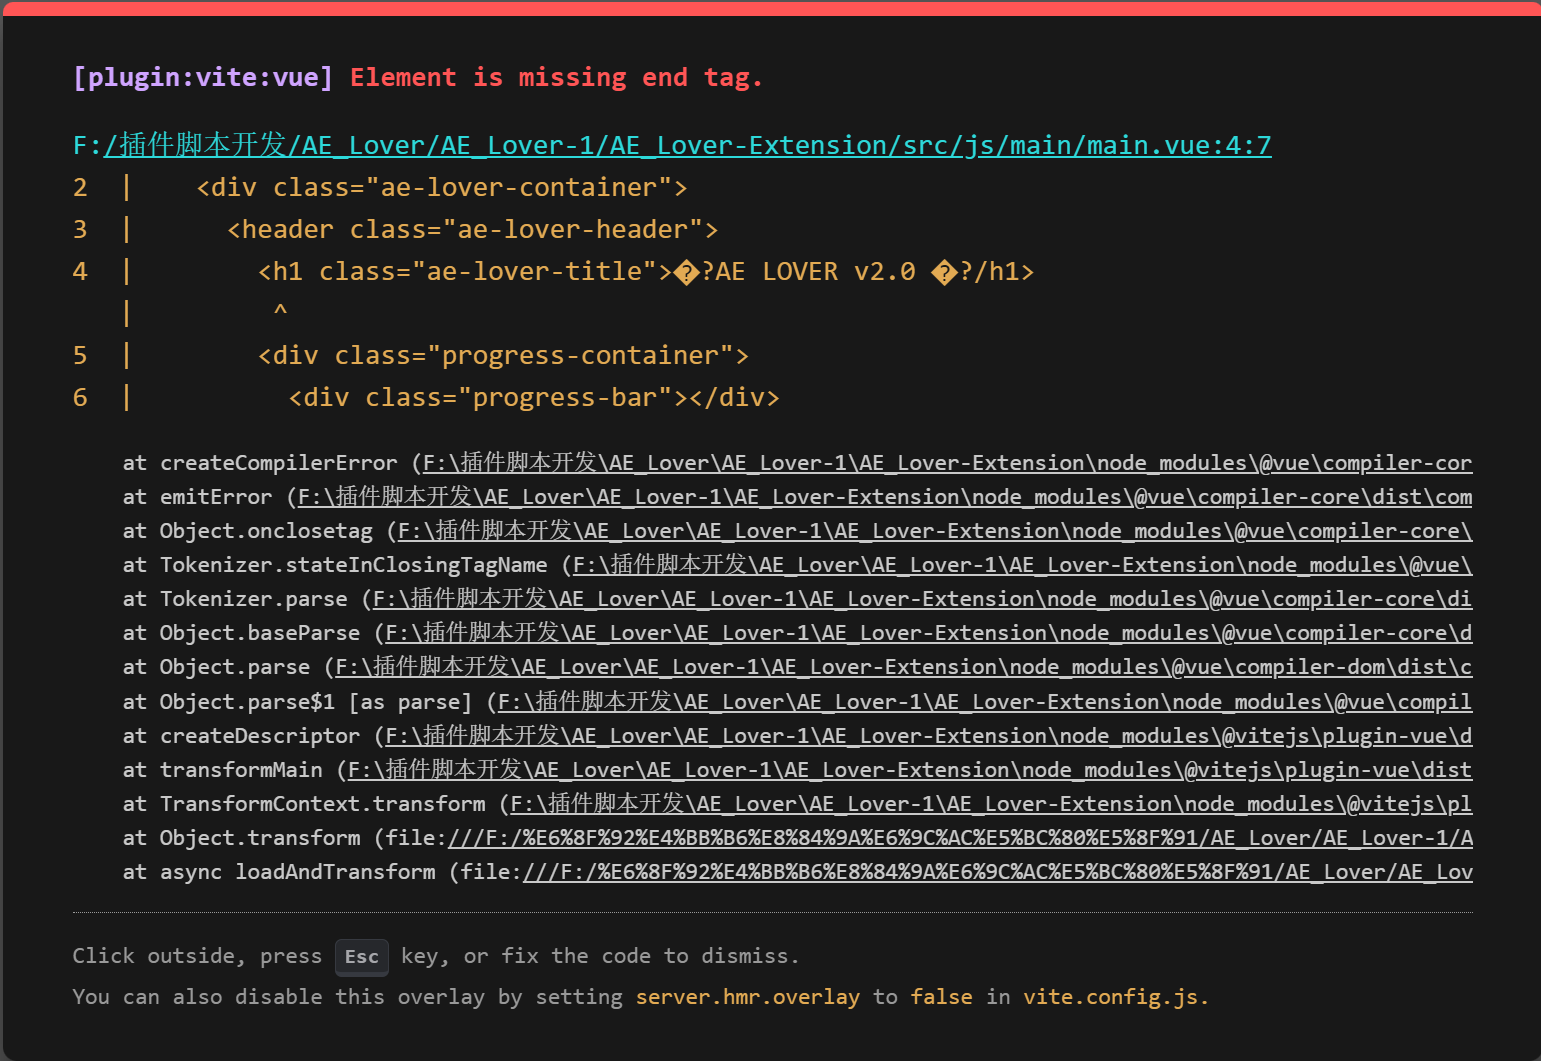 [plugin:vite:vue] Element is missing end tag.
F:/插件脚本开发/AE_Lover/AE_Lover-1/AE_Lover-Extension/src/js/main/main.vue:4:7
2  |    <div class="ae-lover-container">
3  |      <header class="ae-lover-header">
4  |        <h1 class="ae-lover-title">�?AE LOVER v2.0 �?/h1>
   |         ^
5  |        <div class="progress-container">
6  |          <div class="progress-bar"></div>
at createCompilerError (F:\插件脚本开发\AE_Lover\AE_Lover-1\AE_Lover-Extension\node_modules\@vue\compiler-cor
at emitError (F:\插件脚本开发\AE_Lover\AE_Lover-1\AE_Lover-Extension\node_modules\@vue\compiler-core\dist\com
at Object.onclosetag (F:\插件脚本开发\AE_Lover\AE_Lover-1\AE_Lover-Extension\node_modules\@vue\compiler-core\
at Tokenizer.stateInClosingTagName (F:\插件脚本开发\AE_Lover\AE_Lover-1\AE_Lover-Extension\node_modules\@vue\
at Tokenizer.parse (F:\插件脚本开发\AE_Lover\AE_Lover-1\AE_Lover-Extension\node_modules\@vue\compiler-core\di
at Object.baseParse (F:\插件脚本开发\AE_Lover\AE_Lover-1\AE_Lover-Extension\node_modules\@vue\compiler-core\d
at Object.parse (F:\插件脚本开发\AE_Lover\AE_Lover-1\AE_Lover-Extension\node_modules\@vue\compiler-dom\dist\c
at Object.parse$1 [as parse] (F:\插件脚本开发\AE_Lover\AE_Lover-1\AE_Lover-Extension\node_modules\@vue\compil
at createDescriptor (F:\插件脚本开发\AE_Lover\AE_Lover-1\AE_Lover-Extension\node_modules\@vitejs\plugin-vue\d
at transformMain (F:\插件脚本开发\AE_Lover\AE_Lover-1\AE_Lover-Extension\node_modules\@vitejs\plugin-vue\dist
at TransformContext.transform (F:\插件脚本开发\AE_Lover\AE_Lover-1\AE_Lover-Extension\node_modules\@vitejs\pl
at Object.transform (file:///F:/%E6%8F%92%E4%BB%B6%E8%84%9A%E6%9C%AC%E5%BC%80%E5%8F%91/AE_Lover/AE_Lover-1/A
at async loadAndTransform (file:///F:/%E6%8F%92%E4%BB%B6%E8%84%9A%E6%9C%AC%E5%BC%80%E5%8F%91/AE_Lover/AE_Lov
Click outside, press Esc key, or fix the code to dismiss.
You can also disable this overlay by setting server.hmr.overlay to false in vite.config.js.